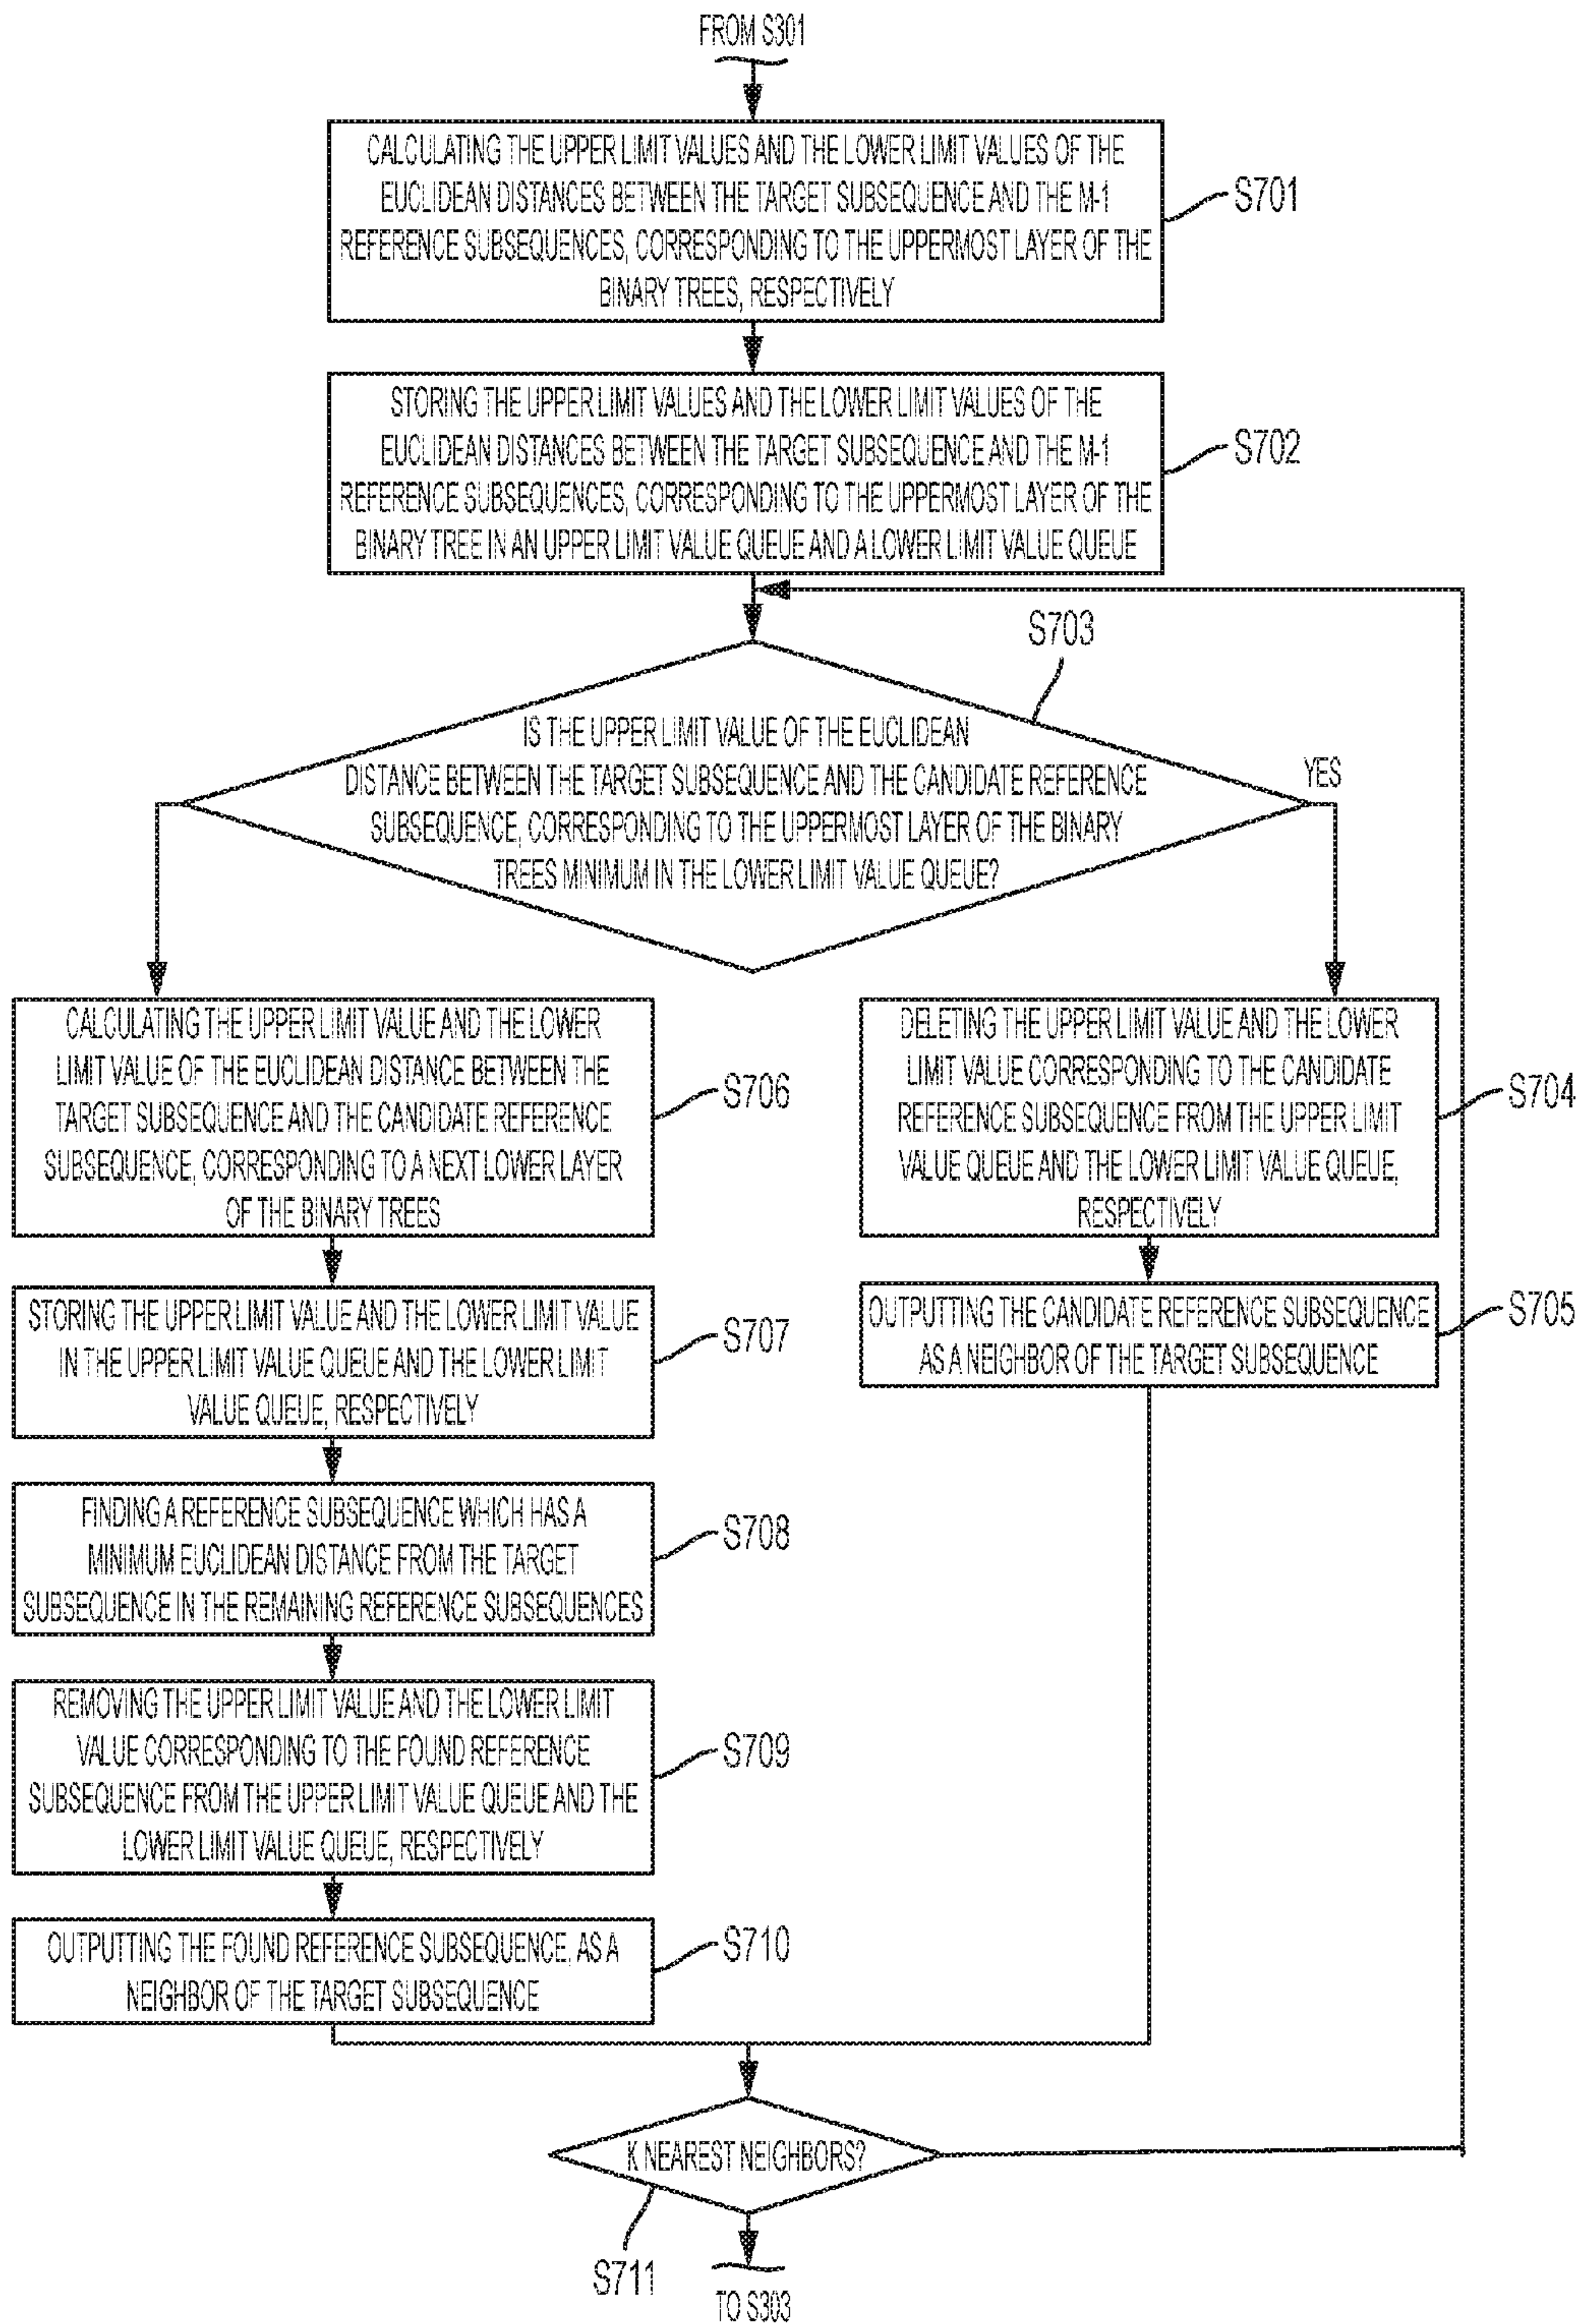 FROM S301
CALCULATING THE UPPER LIMIT VALUES AND THE LOWER LIMIT VALUES OF THE
EUCLIDEAN DISTANCES BETWEEN THE TARGET SUBSEQUENCE AND THE M-1
REFERENCE SUBSEQUENCES, CORRESPONDING TO THE UPPERMOST LAYER OF THE
BINARY TREES, RESPECTIVELY
S701
STORING THE UPPER LIMIT VALUES AND THE LOWER LIMIT VALUES OF THE
EUCLIDEAN DISTANCES BETWEEN THE TARGET SUBSEQUENCE AND THE M-1
REFERENCE SUBSEQUENCES, CORRESPONDING TO THE UPPERMOST LAYER OF THE
BINARY TREE IN AN UPPER LIMIT VALUE QUEUE AND A LOWER LIMIT VALUE QUEUE
S702
S703
IS THE UPPER LIMIT VALUE OF THE EUCLIDEAN
DISTANCE BETWEEN THE TARGET SUBSEQUENCE AND THE CANDIDATE REFERENCE
SUBSEQUENCE, CORRESPONDING TO THE UPPERMOST LAYER OF THE BINARY
TREES MINIMUM IN THE LOWER LIMIT VALUE QUEUE?
YES
CALCULATING THE UPPER LIMIT VALUE AND THE LOWER
LIMIT VALUE OF THE EUCLIDEAN DISTANCE BETWEEN THE
TARGET SUBSEQUENCE AND THE CANDIDATE REFERENCE
SUBSEQUENCE, CORRESPONDING TO A NEXT LOWER LAYER
OF THE BINARY TREES
S706
DELETING THE UPPER LIMIT VALUE AND THE LOWER
LIMIT VALUE CORRESPONDING TO THE CANDIDATE
REFERENCE SUBSEQUENCE FROM THE UPPER LIMIT
VALUE QUEUE AND THE LOWER LIMIT VALUE QUEUE,
RESPECTIVELY
S704
STORING THE UPPER LIMIT VALUE AND THE LOWER LIMIT VALUE
IN THE UPPER LIMIT VALUE QUEUE AND THE LOWER LIMIT
VALUE QUEUE, RESPECTIVELY
S707
OUTPUTTING THE CANDIDATE REFERENCE SUBSEQUENCE
AS A NEIGHBOR OF THE TARGET SUBSEQUENCE
S705
FINDING A REFERENCE SUBSEQUENCE WHICH HAS A
MINIMUM EUCLIDEAN DISTANCE FROM THE TARGET
SUBSEQUENCE IN THE REMAINING REFERENCE SUBSEQUENCES
S708
REMOVING THE UPPER LIMIT VALUE AND THE LOWER LIMIT
VALUE CORRESPONDING TO THE FOUND REFERENCE
SUBSEQUENCE FROM THE UPPER LIMIT VALUE QUEUE AND THE
LOWER LIMIT VALUE QUEUE, RESPECTIVELY
S709
OUTPUTTING THE FOUND REFERENCE SUBSEQUENCE, AS A
NEIGHBOR OF THE TARGET SUBSEQUENCE
S710
K NEAREST NEIGHBORS?
S711
TO S303